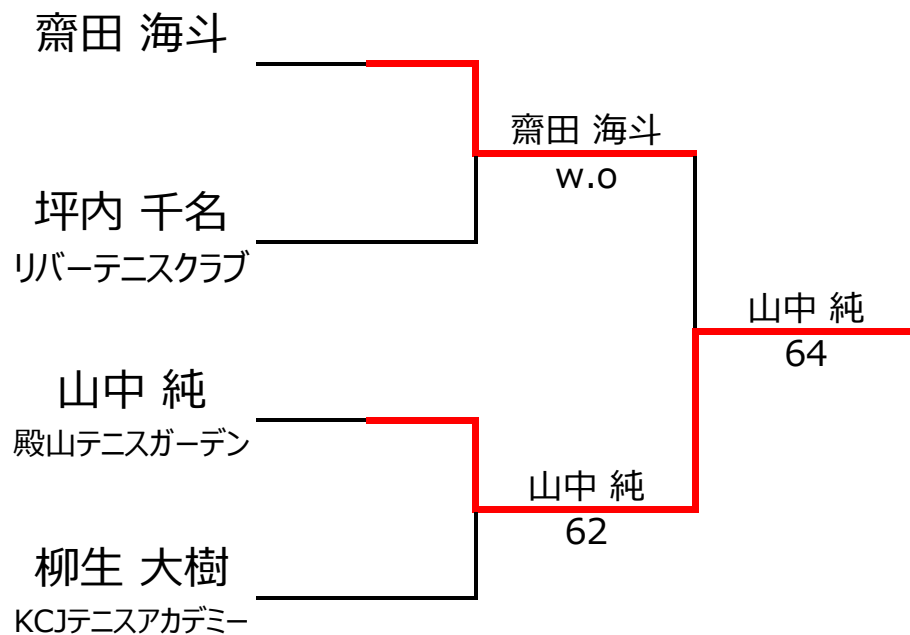 齋田 海斗
坪内 千名
リバーテニスクラブ
山中 純
殿山テニスガーデン
柳生 大樹
KCJテニスアカデミー
齋田 海斗
w.o
山中 純
62
山中 純
64